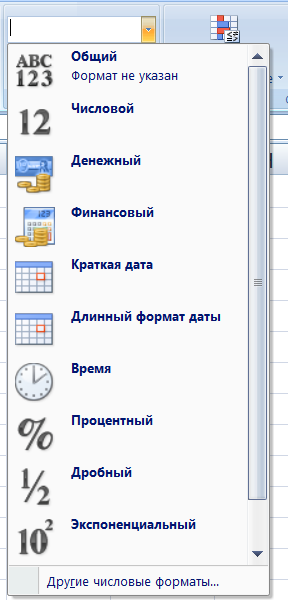 ABC
123
Общий
Формат не указан
12
Числовой
Денежный
Финансовый
Краткая дата
Длинный формат даты
Время
%
Процентный
1/2
Дробный
10²
Экспоненциальный
Другие числовые форматы...